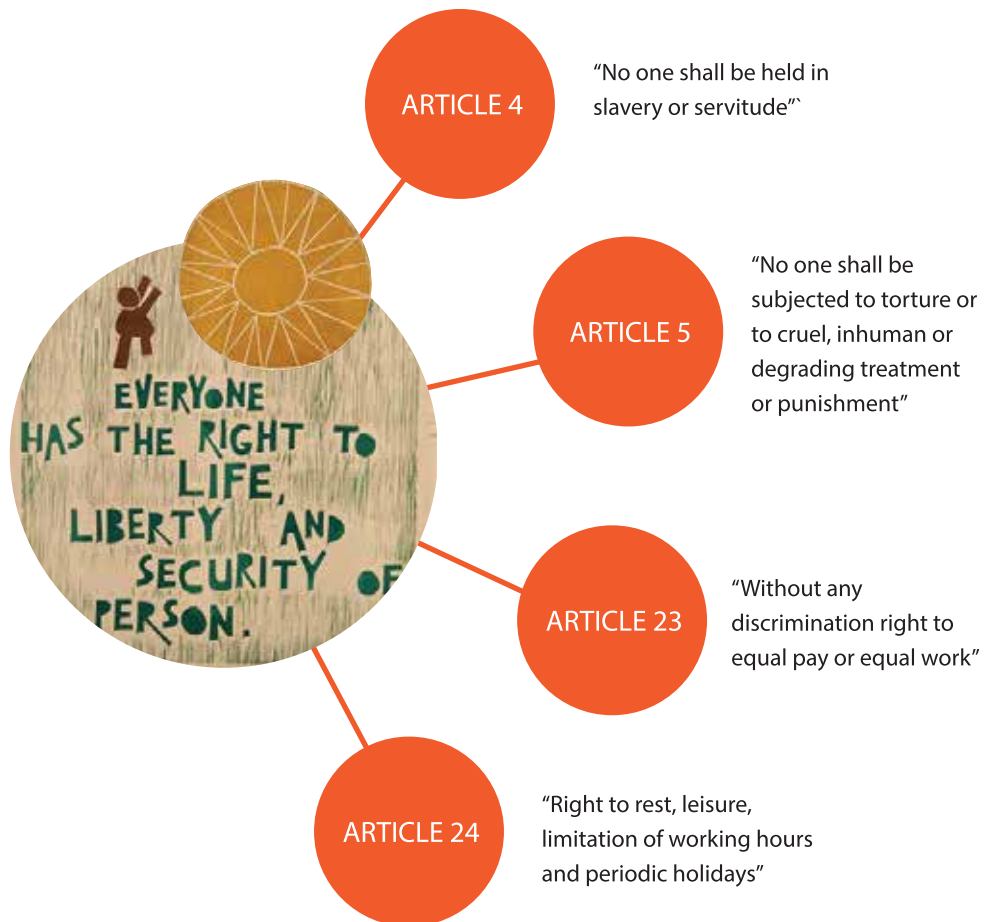 ARTICLE 4
“No one shall be held in
slavery or servitude”`
ARTICLE 5
“No one shall be
subjected to torture or
to cruel, inhuman or
degrading treatment
or punishment”
EVERYONE
HAS THE RIGHT TO
LIFE,
LIBERTY AND
SECURITY OF
PERSON.
ARTICLE 23
“Without any
discrimination right to
equal pay or equal work”
ARTICLE 24
“Right to rest, leisure,
limitation of working hours
and periodic holidays”